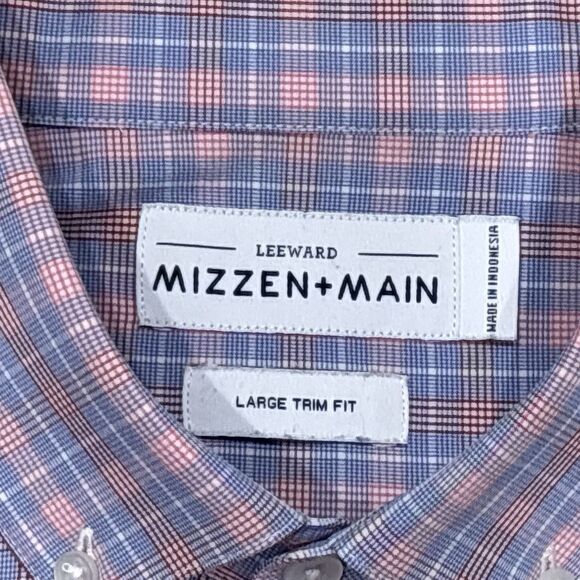 LEEWARD
MIZZEN+MAIN
MADE IN INDONESIA
LARGE TRIM FIT